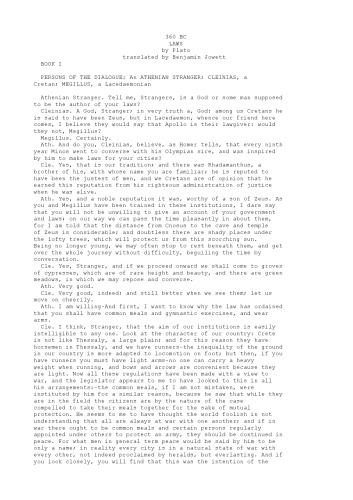 360 BC
LAWS
by Plato
translated by Benjamin Jowett
BOOK I
PERSONS OF THE DIALOGUE: An ATHENIAN STRANGER; CLEINIAS, a
Cretan; MEGILLUS, a Lacedaemonian
Athenian Stranger. Tell me, Strangers, is a God or some man supposed
to be the author of your laws?
Cleinias. A God, Stranger; in very truth a, God: among us Cretans he
is said to have been Zeus, but in Lacedaemon, whence our friend here
comes, I believe they would say that Apollo is their lawgiver: would
they not, Megillus?
Megillus. Certainly.
Ath. And do you, Cleinias, believe, as Homer tells, that every ninth
year Minos went to converse with his Olympian sire, and was inspired
by him to make laws for your cities?
Cle. Yes, that is our tradition; and there was Rhadamanthus, a
brother of his, with whose name you are familiar; he is reputed to
have been the justest of men, and we Cretans are of opinion that he
earned this reputation from his righteous administration of justice
when he was alive.
Ath. Yes, and a noble reputation it was, worthy of a son of Zeus. As
you and Megillus have been trained in these institutions, I dare say
that you will not be unwilling to give an account of your government
and laws; on our way we can pass the time pleasantly in about them,
for I am told that the distance from Cnosus to the cave and temple
of Zeus is considerable; and doubtless there are shady places under
the lofty trees, which will protect us from this scorching sun.
Being no longer young, we may often stop to rest beneath them, and get
over the whole journey without difficulty, beguiling the time by
conversation.
Cle. Yes, Stranger, and if we proceed onward we shall come to groves
of cypresses, which are of rare height and beauty, and there are green
meadows, in which we may repose and converse.
Ath. Very good.
Cle. Very good, indeed; and still better when we see them; let us
move on cheerily.
Ath. I am willing-And first, I want to know why the law has ordained
that you shall have common meals and gymnastic exercises, and wear
arms.
Cle. I think, Stranger, that the aim of our institutions is easily
intelligible to any one. Look at the character of our country: Crete
is not like Thessaly, a large plain; and for this reason they have
horsemen in Thessaly, and we have runners-the inequality of the ground
in our country is more adapted to locomotion on foot; but then, if you
have runners you must have light arms-no one can carry a heavy
weight when running, and bows and arrows are convenient because they
are light. Now all these regulations have been made with a view to
war, and the legislator appears to me to have looked to this in all
his arrangements:-the common meals, if I am not mistaken, were
instituted by him for a similar reason, because he saw that while they
are in the field the citizens are by the nature of the case
compelled to take their meals together for the sake of mutual
protection. He seems to me to have thought the world foolish in not
understanding that all are always at war with one another; and if in
war there ought to be common meals and certain persons regularly
appointed under others to protect an army, they should be continued in
peace. For what men in general term peace would be said by him to be
only a name; in reality every city is in a natural state of war with
every other, not indeed proclaimed by heralds, but everlasting. And if
you look closely, you will find that this was the intention of the